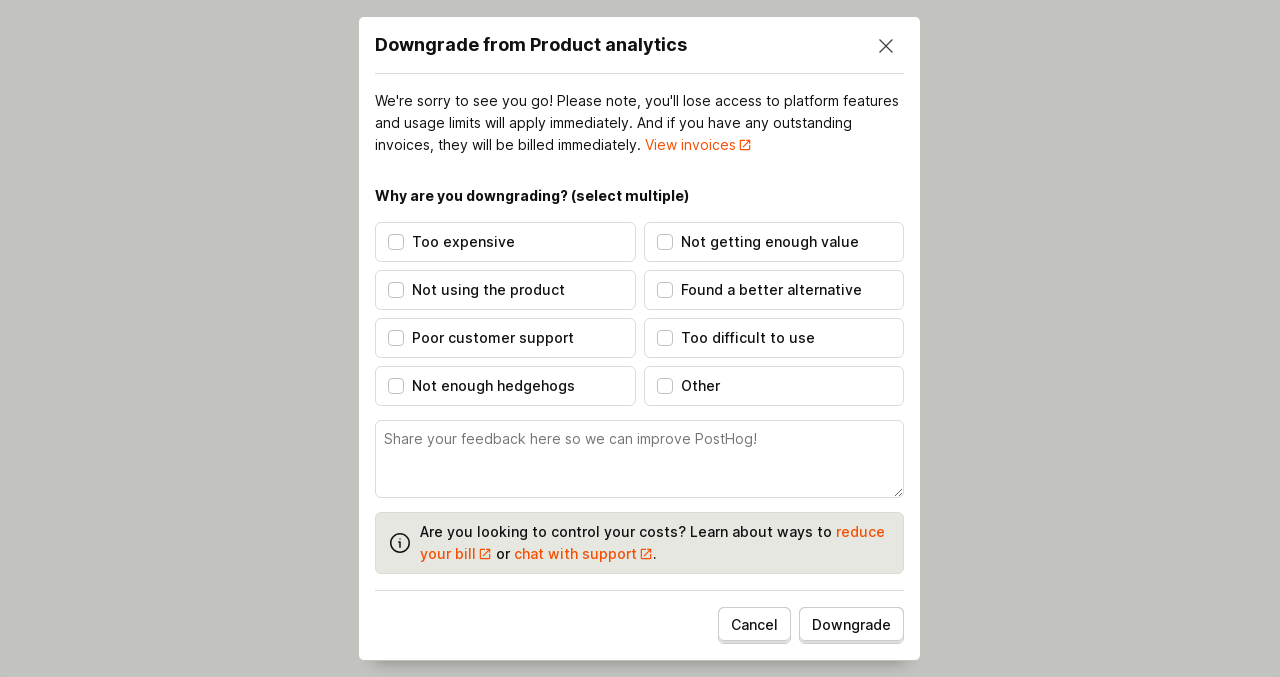 Downgrade from Product analytics
We're sorry to see you go! Please note, you'll lose access to platform features
and usage limits will apply immediately. And if you have any outstanding
invoices, they will be billed immediately. View invoices
Why are you downgrading? (select multiple)
Too expensive
Not getting enough value
Not using the product
Found a better alternative
Poor customer support
Too difficult to use
Not enough hedgehogs
Other
Share your feedback here so we can improve PostHog!
Are you looking to control your costs? Learn about ways to reduce
your bill or chat with support.
Cancel
Downgrade